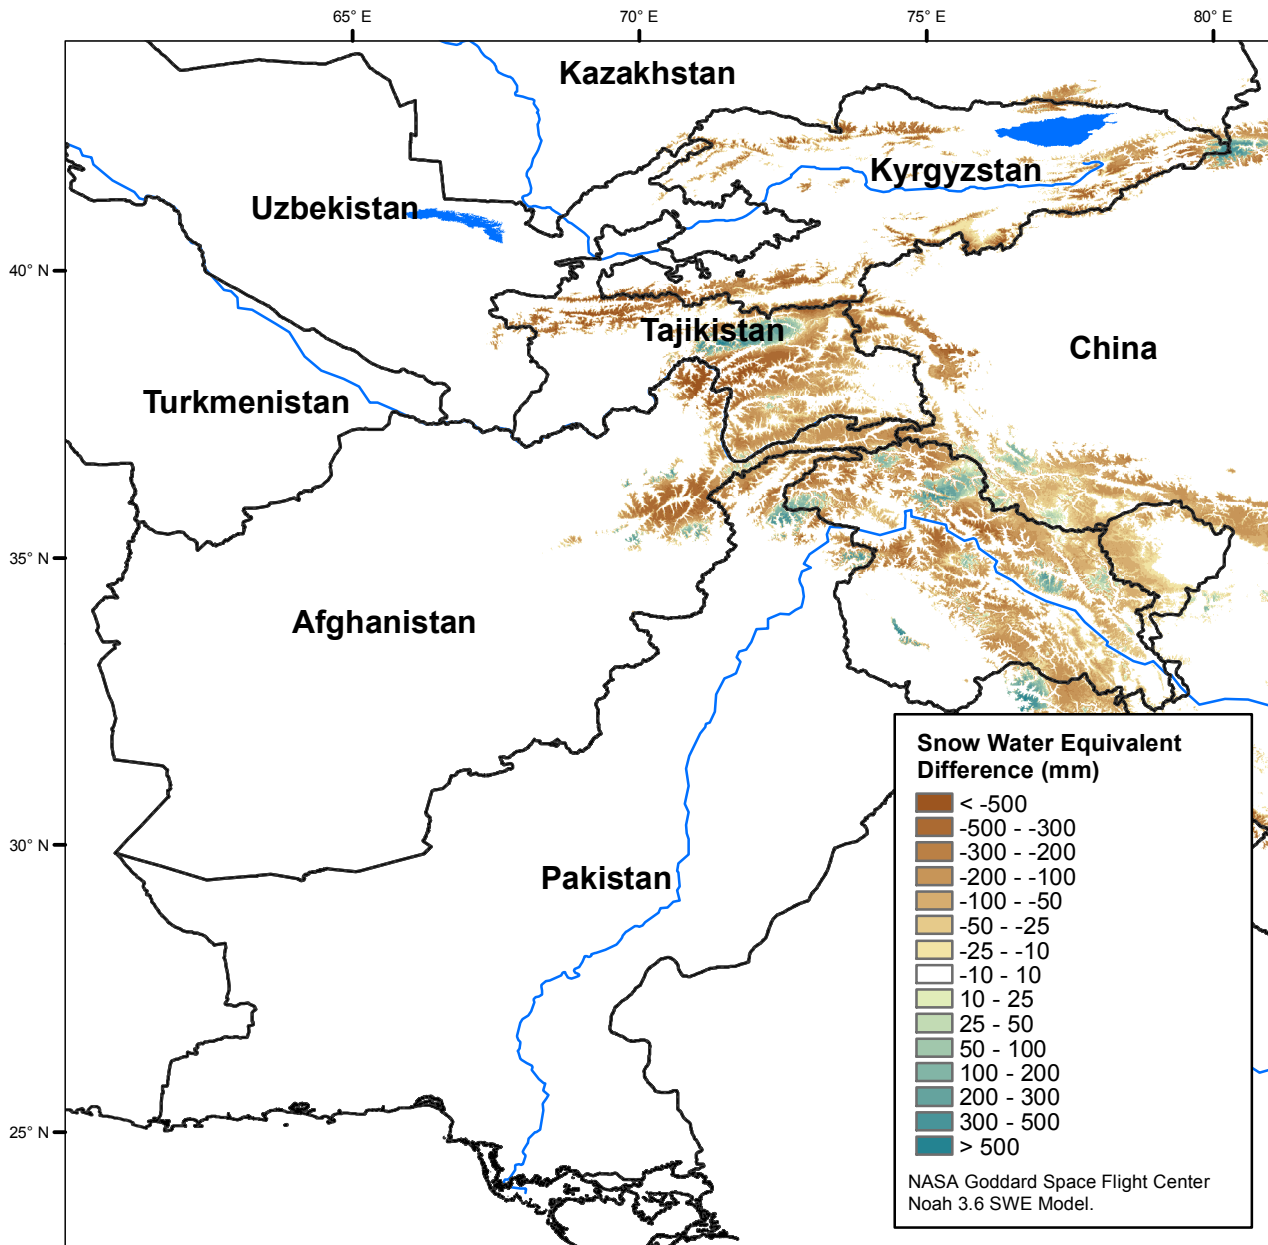 65° E
70° E
75° E
80° E
Kazakhstan
Kyrgyzstan
Uzbekistan
40° N
Tajikistan
China
Turkmenistan
35° N
Afghanistan
30° N
Pakistan
25° N
Snow Water Equivalent
Difference (mm)
< -500
-500 - -300
-300 - -200
-200 - -100
-100 - -50
-50 - -25
-25 - -10
-10 - 10
10 - 25
25 - 50
50 - 100
100 - 200
200 - 300
300 - 500
> 500
NASA Goddard Space Flight Center
Noah 3.6 SWE Model.